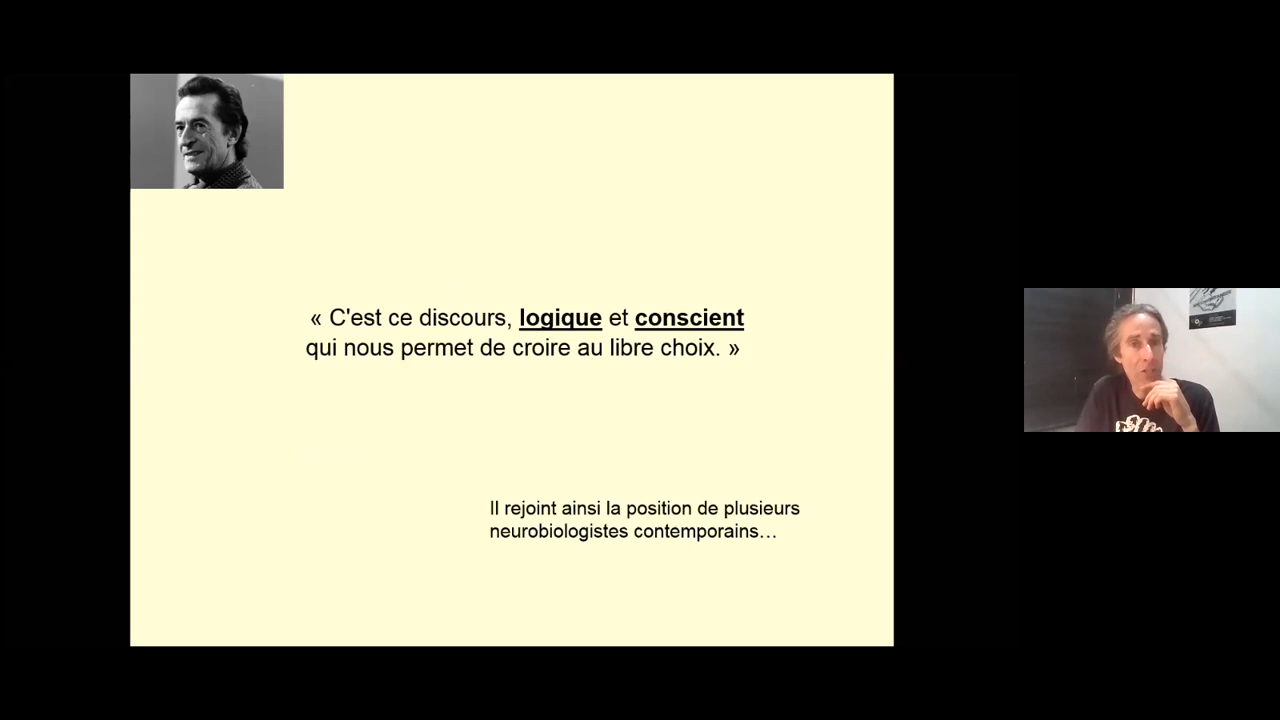 « C'est ce discours, logique et conscient
qui nous permet de croire au libre choix. »
Il rejoint ainsi la position de plusieurs
neurobiologistes contemporains…